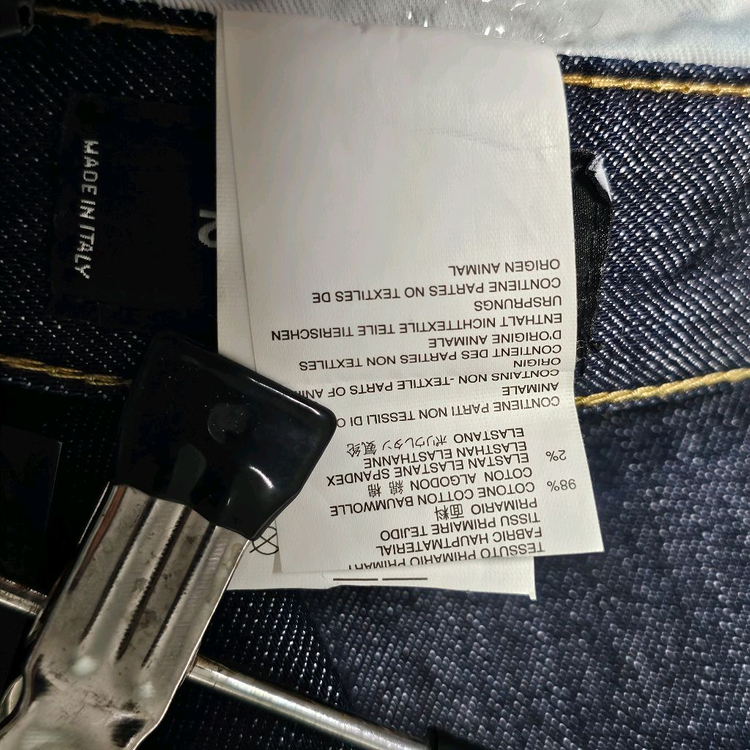 MADE IN ITALY
TESSUTO PRIMARIO PRIMARY
FABRIC HAUPTMATERIAL
TISSU PRIMAIRE TEJIDO
PRIMARIO 面料
98% COTONE COTTON BAUMWOLLE
COTON ALGODON 綿 棉
2% ELASTAN ELASTANE SPANDEX
ELASTHAN ELASTHANNE
ELASTANO ポリウレタン 氨纶
CONTIENE PARTI NON TESSILI DI
ANIMALE
CONTAINS NON-TEXTILE PARTS OF
ORIGIN
CONTIENT DES PARTIES NON TEXTILES
D'ORIGINE ANIMALE
ENTHALT NICHTTEXTILE TEILE TIERISCHEN
URSPRUNGS
CONTIENE PARTES NO TEXTILES DE
ORIGEN ANIMAL